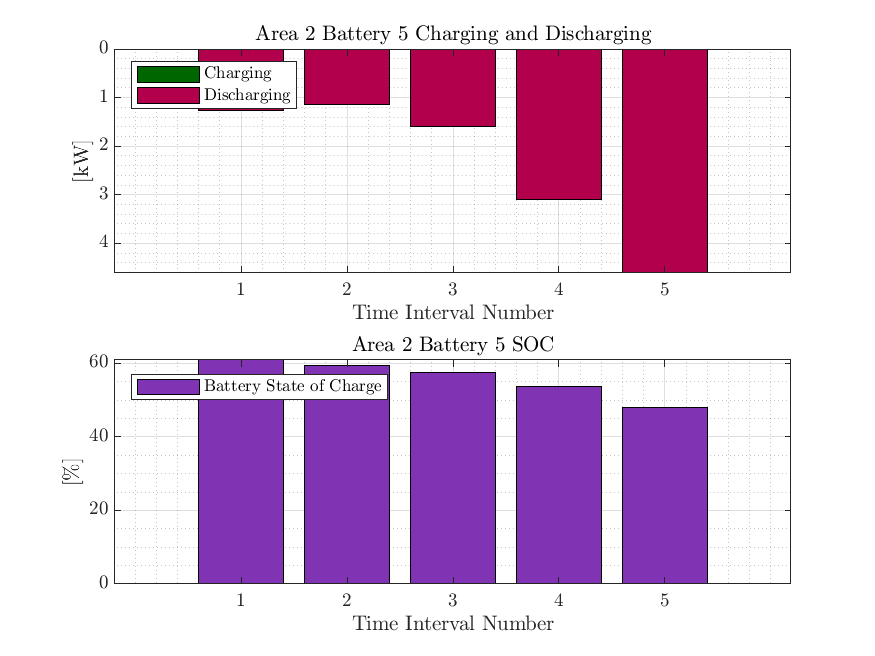 Area 2 Battery 5 Charging and Discharging
0
1
2
3
4
[kW]
Charging
Discharging
1 2 3 4 5
Time Interval Number
Area 2 Battery 5 SOC
60
40
20
0
[%]
Battery State of Charge
1 2 3 4 5
Time Interval Number